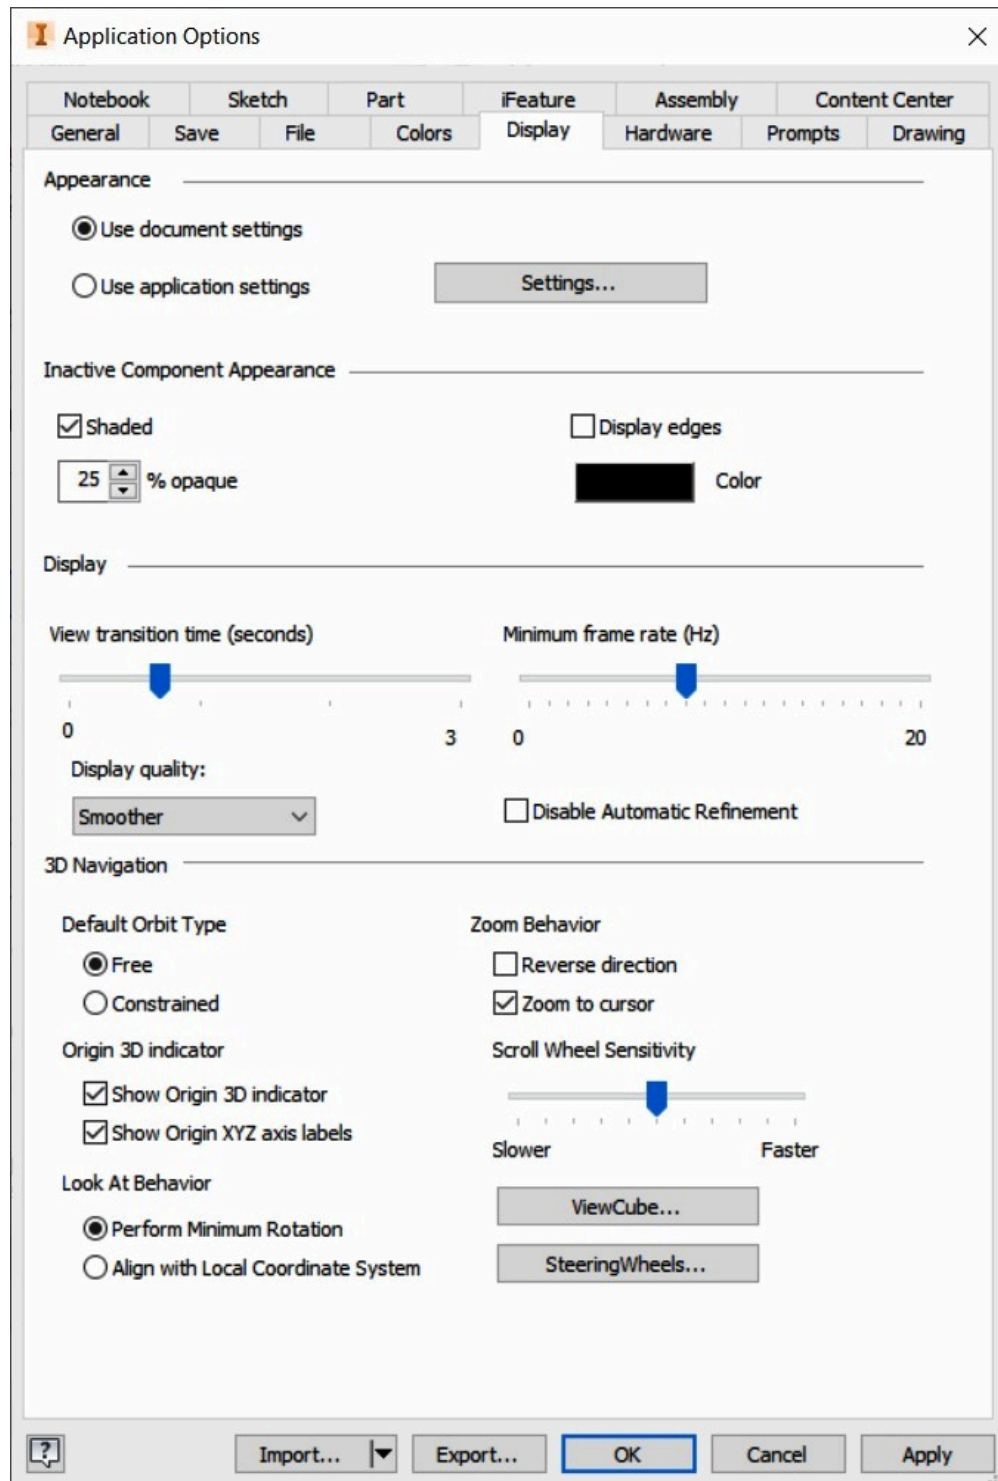 Application Options
Notebook Sketch Part iFeature Assembly Content Center
General Save File Colors Display Hardware Prompts Drawing
Appearance
Use document settings
Use application settings Settings...
Inactive Component Appearance
Shaded Display edges
25 % opaque Color
Display
View transition time (seconds) Minimum frame rate (Hz)
0 3 0 20
Display quality:
Smoother Disable Automatic Refinement
3D Navigation
Default Orbit Type Zoom Behavior
Free Reverse direction
Constrained Zoom to cursor
Origin 3D indicator Scroll Wheel Sensitivity
Show Origin 3D indicator
Show Origin XYZ axis labels
Slower Faster
Look At Behavior
ViewCube...
Perform Minimum Rotation
Align with Local Coordinate System SteeringWheels...
? Import... Export... OK Cancel Apply